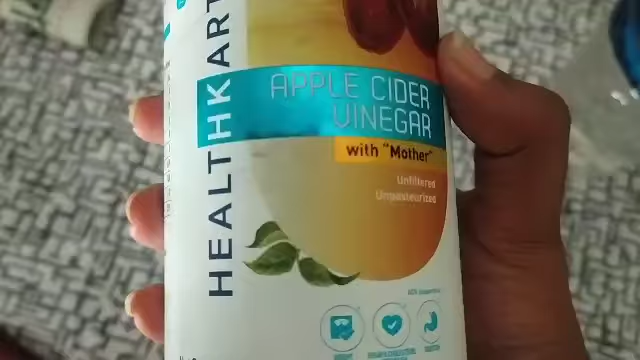 HEALTHKART
APPLE CIDER
VINEGAR
with "Mother"
Unfiltered
Unpasteurized